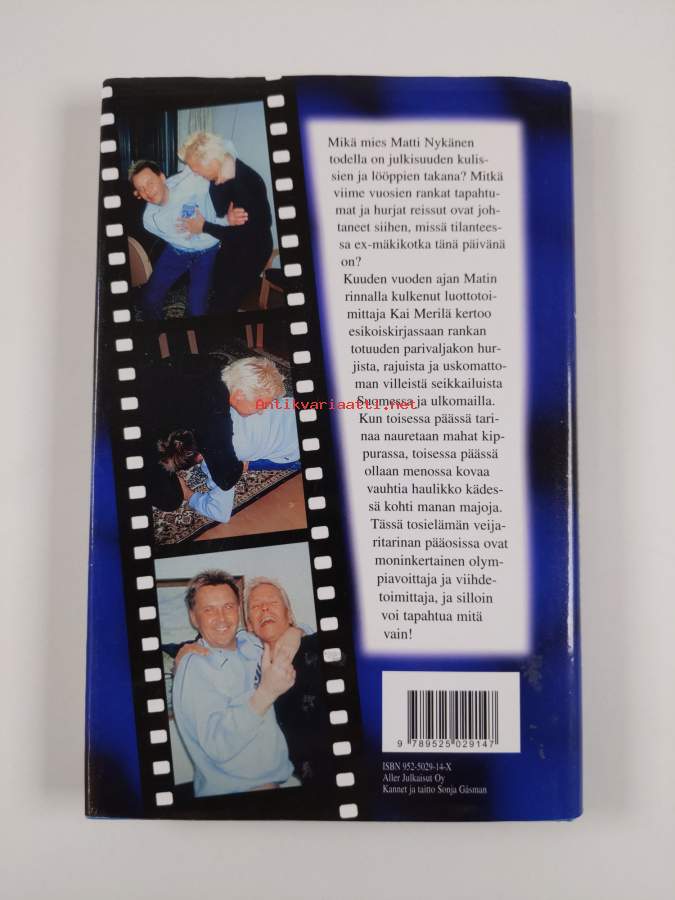 Mikä mies Matti Nykänen
todella on julkisuuden kulis-
sien ja lööppien takana? Mitkä
viime vuosien rankat tapahtu-
mat ja hurjat reissut ovat joh-
taneet siihen, missä tilantees-
sa ex-mäkikotka tänä päivänä
on?
Kuuden vuoden ajan Matin
rinnalla kulkenut luottotoi-
mittaja Kai Merilä kertoo
esikoiskirjassaan rankan
totuuden parivaljakon hur-
jista, rajuista ja uskomatto-
man villeistä seikkailuista
Suomessa ja ulkomailla.
Antikvariaatti.net
Kun toisessa päässä tari-
naa nauretaan mahat kip-
purassa, toisessa päässä
ollaan menossa kovaa
vauhtia haulikko kädes-
sä kohti manan majoja.
Tässä tosielämän veija-
ritarinan pääosissa ovat
moninkertainen olym-
piavoittaja ja viihde-
toimittaja, ja silloin
voi tapahtua mitä
vain!
9 789525 029147
ISBN 952-5029-14-X
Aller Julkaisut Oy
Kannet ja taitto Sonja Gåsman